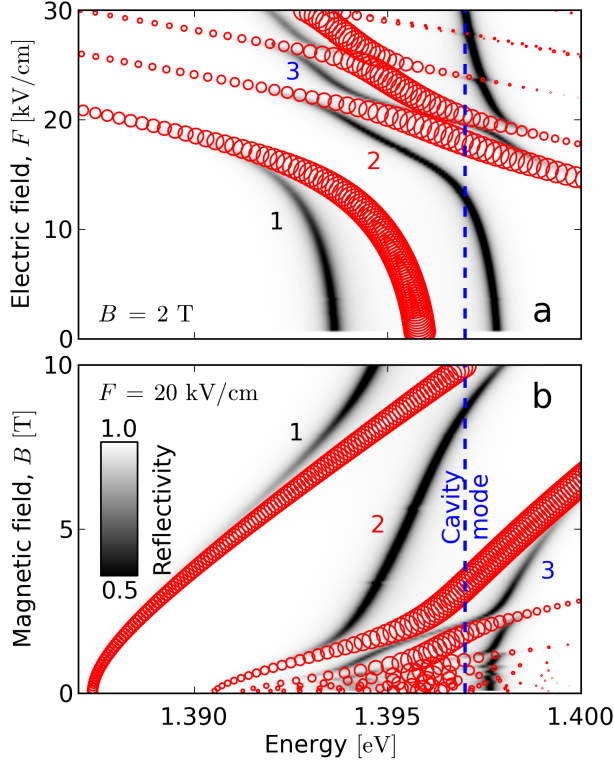 30
20
10
0
Electric field, F [kV/cm]
3
2
1
B = 2 T
a
10
5
0
Magnetic field, B [T]
F = 20 kV/cm
b
1
1.0
0.5
Reflectivity
2
Cavity
mode
3
1.390
1.395
1.400
Energy [eV]